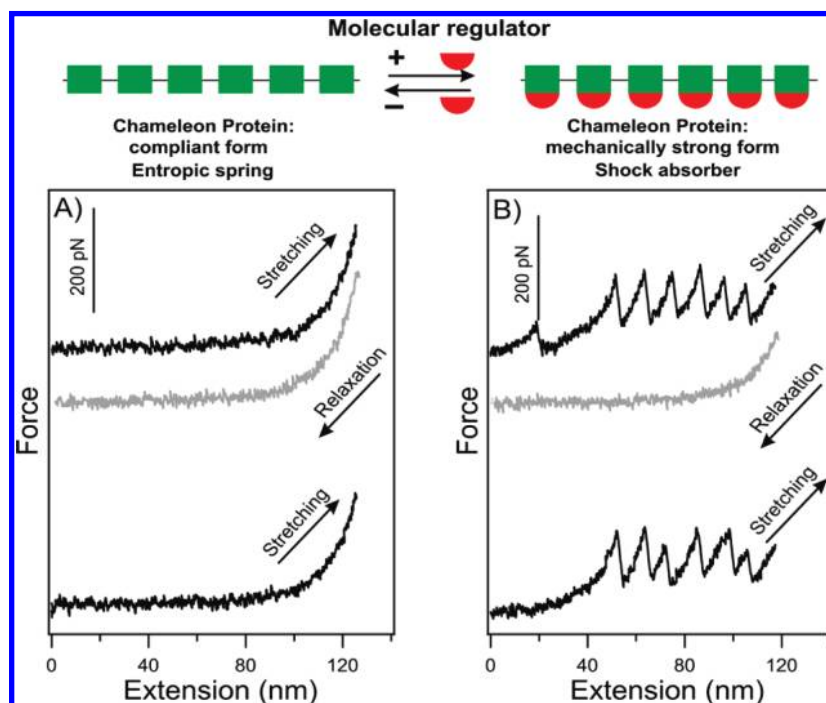 Molecular regulator
+
−
Chameleon Protein:
compliant form
Entropic spring
Chameleon Protein:
mechanically strong form
Shock absorber
A)
200 pN
Stretching
Relaxation
Stretching
Force
0 40 80 120
Extension (nm)
B)
200 pN
Stretching
Relaxation
Stretching
Force
0 40 80 120
Extension (nm)